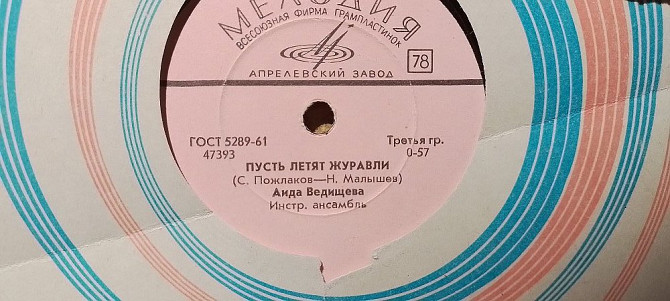 МЕЛОДИЯ
ВСЕСОЮЗНАЯ ФИРМА ГРАМПЛАСТИНОК
АПРЕЛЕВСКИЙ ЗАВОД
78
ГОСТ 5289-61
47393
Третья гр.
0-57
ПУСТЬ ЛЕТЯТ ЖУРАВЛИ
(С. Пожлаков—Н. Малышев)
Аида Ведищева
Инстр. ансамбль